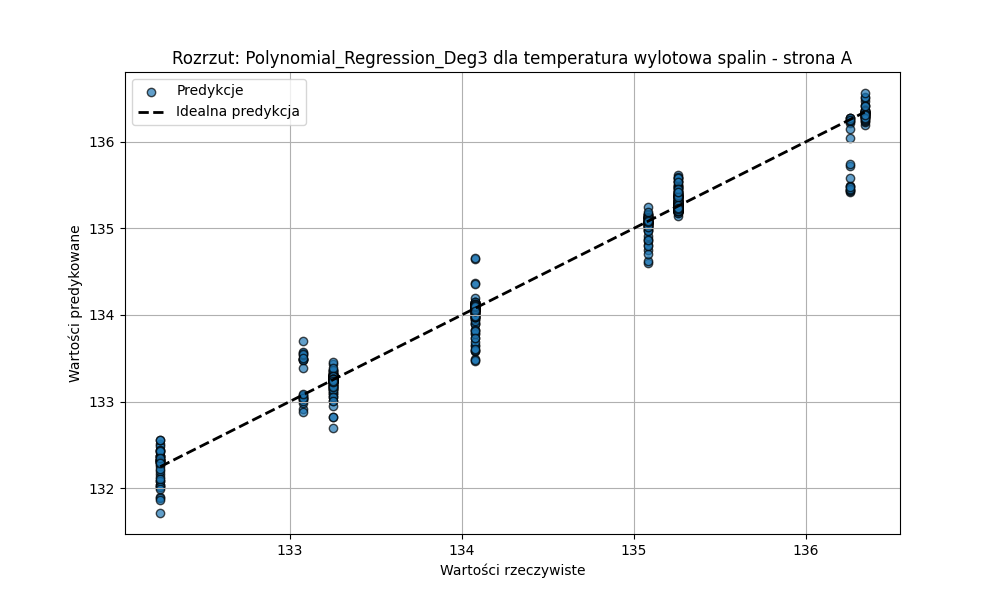 Rozrzut: Polynomial_Regression_Deg3 dla temperatura wylotowa spalin - strona A
Predykcje
Idealna predykcja
Wartości predykowane
136
135
134
133
132
133
134
135
136
Wartości rzeczywiste